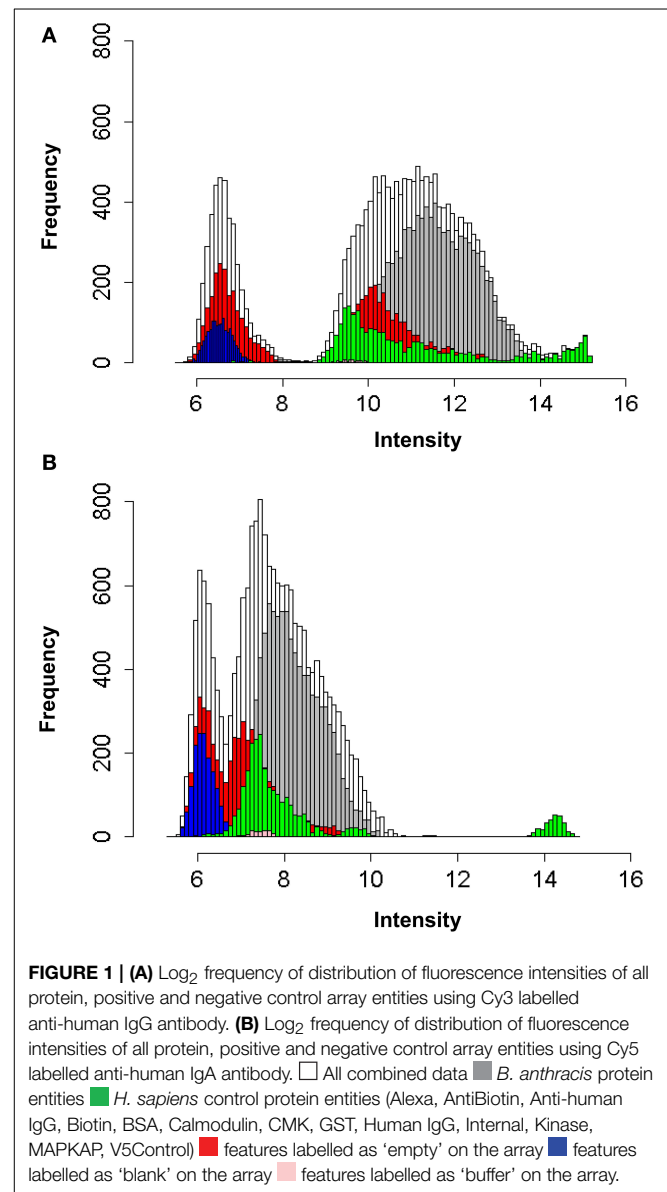 A
800
600
400
200
0
Frequency
6 8 10 12 14 16
Intensity
B
800
600
400
200
0
Frequency
6 8 10 12 14 16
Intensity
FIGURE 1 | (A) Log2 frequency of distribution of fluorescence intensities of all
protein, positive and negative control array entities using Cy3 labelled
anti-human IgG antibody. (B) Log2 frequency of distribution of fluorescence
intensities of all protein, positive and negative control array entities using Cy5
labelled anti-human IgA antibody. All combined data B. anthracis protein
entities H. sapiens control protein entities (Alexa, AntiBiotin, Anti-human
IgG, Biotin, BSA, Calmodulin, CMK, GST, Human IgG, Internal, Kinase,
MAPKAP, V5Control) features labelled as ‘empty’ on the array features
labelled as ‘blank’ on the array features labelled as ‘buffer’ on the array.